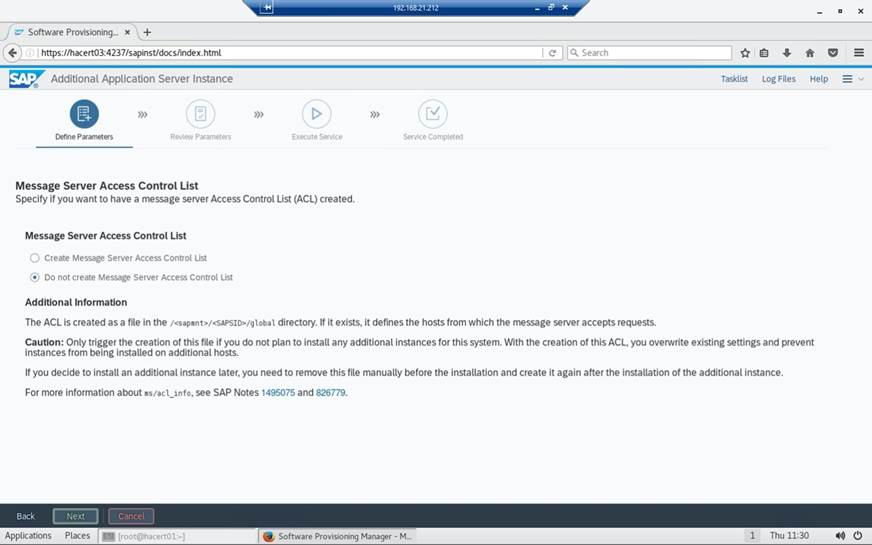 192.168.21.212
Software Provisioning...
https://hacert03:4237/sapinst/docs/index.html
Search
SAP Additional Application Server Instance
Tasklist Log Files Help
Define Parameters
Review Parameters
Execute Service
Service Completed
Message Server Access Control List
Specify if you want to have a message server Access Control List (ACL) created.
Message Server Access Control List
Create Message Server Access Control List
Do not create Message Server Access Control List
Additional Information
The ACL is created as a file in the /<sapmnt>/<SAPSID>/global directory. If it exists, it defines the hosts from which the message server accepts requests.
Caution: Only trigger the creation of this file if you do not plan to install any additional instances for this system. With the creation of this ACL, you overwrite existing settings and prevent
instances from being installed on additional hosts.
If you decide to install an additional instance later, you need to remove this file manually before the installation and create it again after the installation of the additional instance.
For more information about ms/acl_info, see SAP Notes 1495075 and 826779.
Back Next Cancel
Applications Places [root@hacert01:~] Software Provisioning Manager - M... 1 Thu 11:30